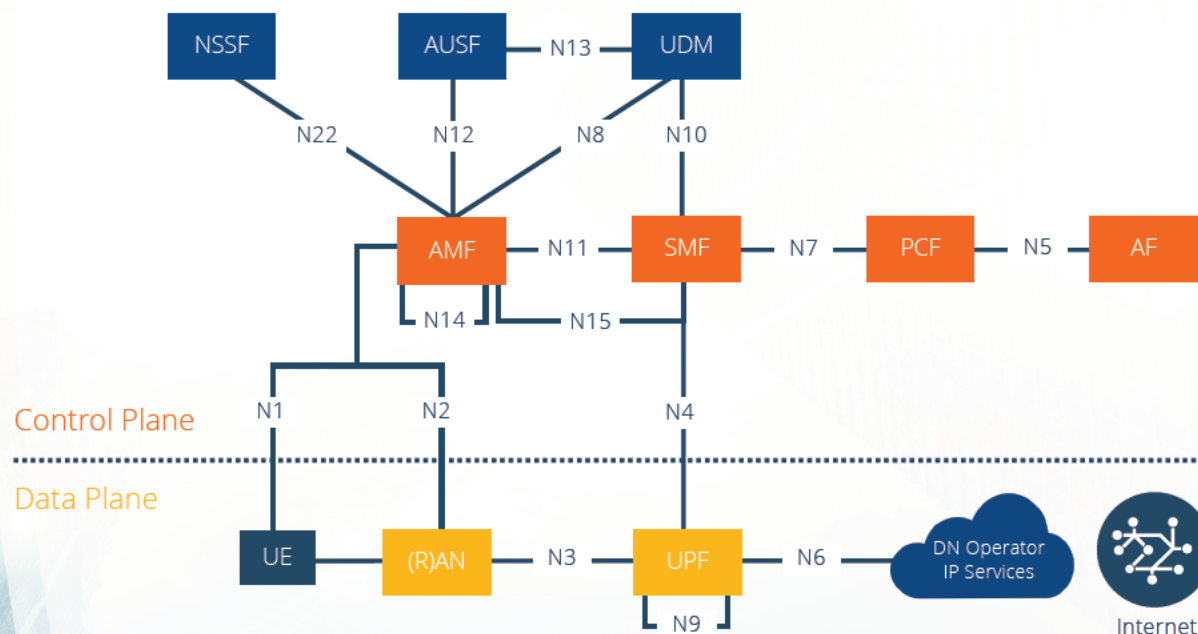 NSSF
AUSF
N13
UDM
N22
N12
N8
N10
AMF
N11
SMF
N7
PCF
N5
AF
N14
N15
N1
N2
N4
Control Plane
Data Plane
UE
(R)AN
N3
UPF
N6
DN Operator
IP Services
N9
Internet